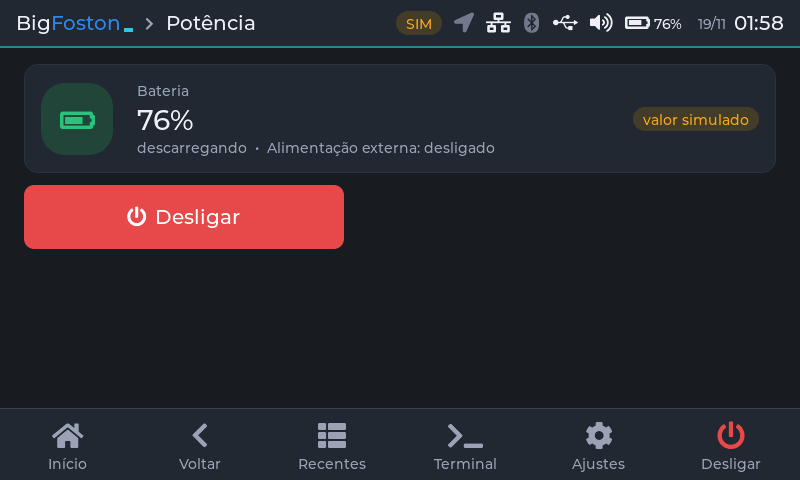 BigFoston > Potência SIM 76% 19/11 01:58
Bateria
76%
valor simulado
descarregando • Alimentação externa: desligado
Desligar
Início Voltar Recentes Terminal Ajustes Desligar